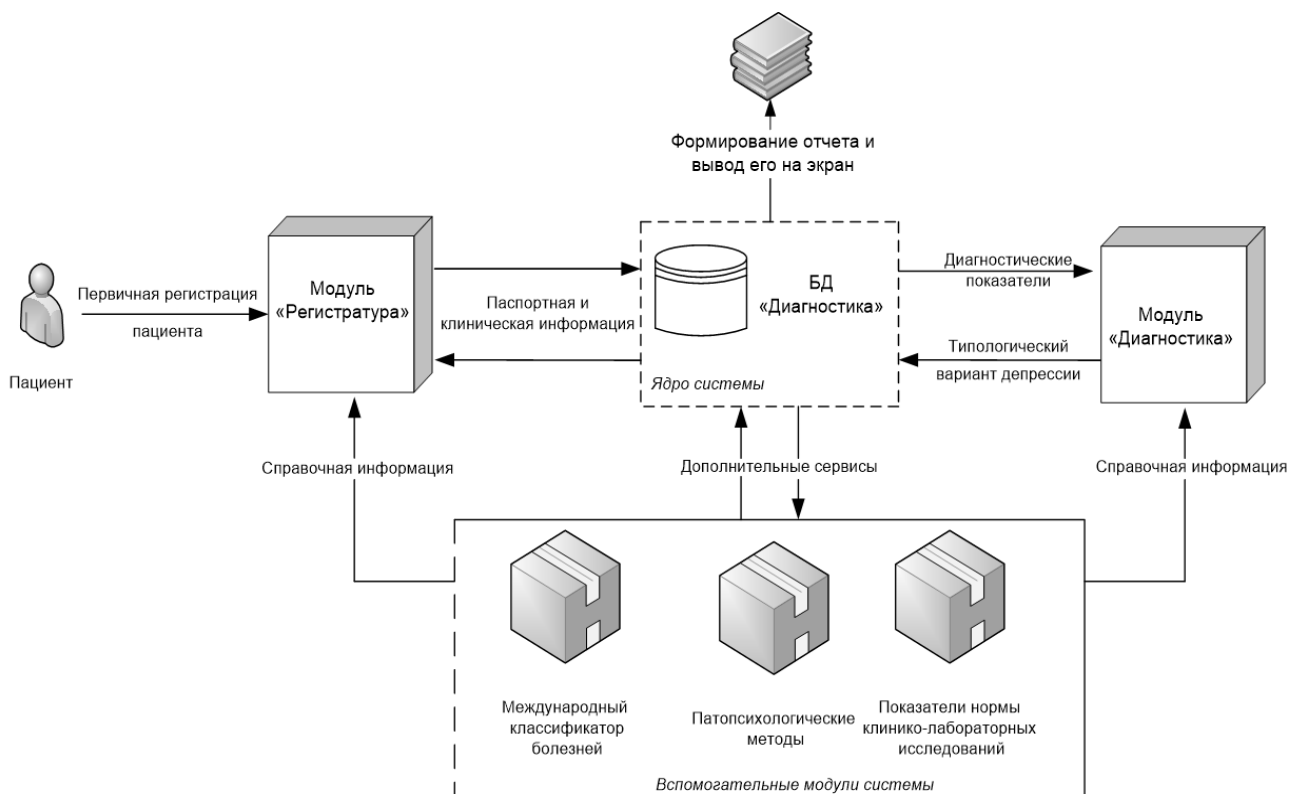 Формирование отчета и
вывод его на экран
Пациент
Первичная регистрация
пациента
Модуль
«Регистратура»
Паспортная и
клиническая информация
БД
«Диагностика»
Ядро системы
Диагностические
показатели
Типологический
вариант депрессии
Модуль
«Диагностика»
Справочная информация
Дополнительные сервисы
Справочная информация
Международный
классификатор
болезней
Патопсихологические
методы
Показатели нормы
клинико-лабораторных
исследований
Вспомогательные модули системы